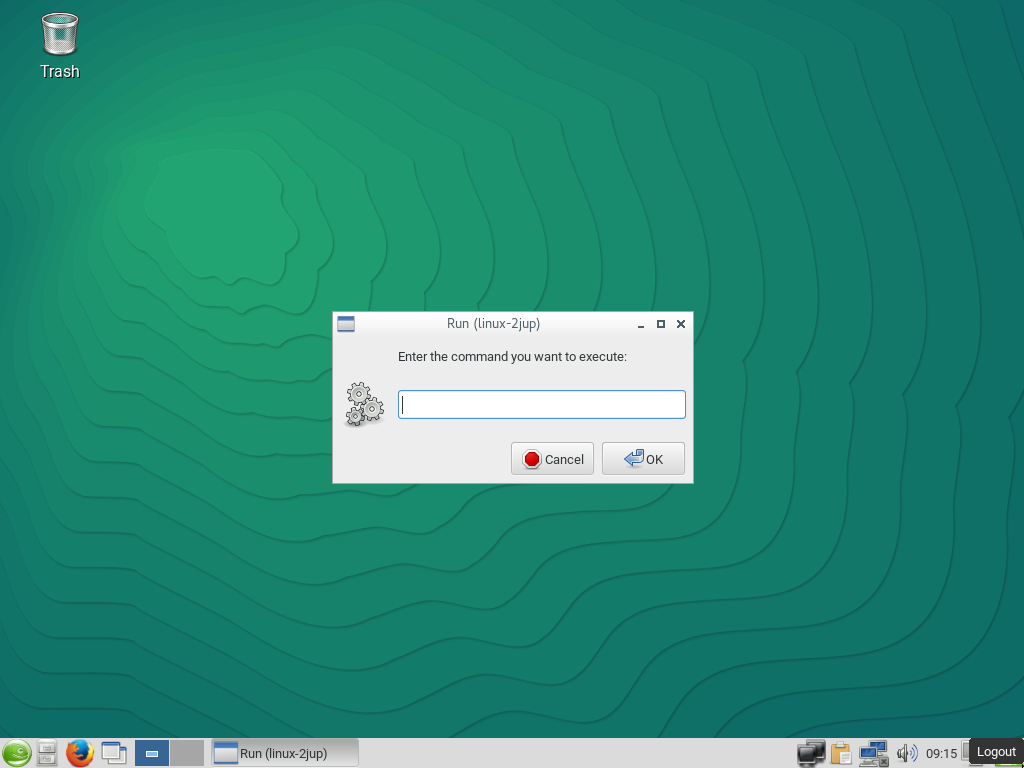 Trash
Run (linux-2jup)
Enter the command you want to execute:
Cancel
OK
Run (linux-2jup)
09:15
Logout